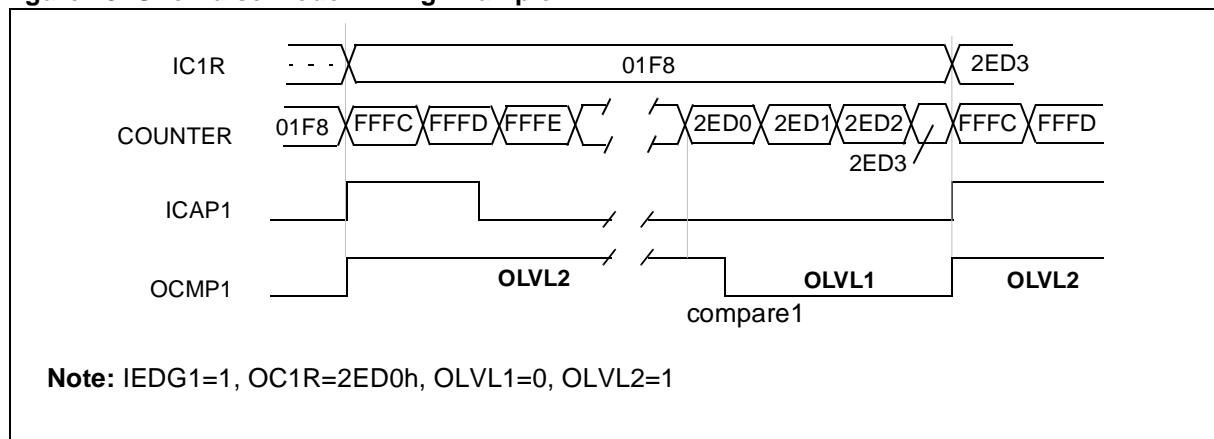 IC1R - - - 01F8 2ED3
COUNTER 01F8 FFFC FFFD FFFE 2ED0 2ED1 2ED2 FFFC FFFD
2ED3
ICAP1
OCMP1 OLVL2 OLVL1 OLVL2
compare1
Note: IEDG1=1, OC1R=2ED0h, OLVL1=0, OLVL2=1